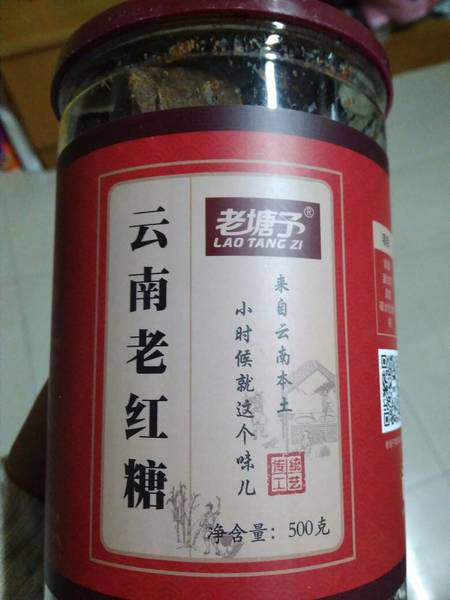 老塘子®
LAO TANG ZI
云南老红糖
来自云南本土
小时候就这个味儿
传统工艺
净含量：500克